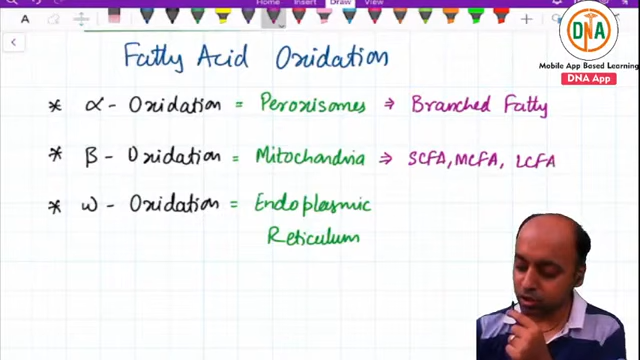 Home Insert Draw View
DNA
Mobile App Based Learning
DNA App
A
Fatty Acid Oxidation
* α - Oxidation = Peroxisomes ⇒ Branched Fatty
* β - Oxidation = Mitochondria ⇒ SCFA, MCFA, LCFA
* ω - Oxidation = Endoplasmic
Reticulum